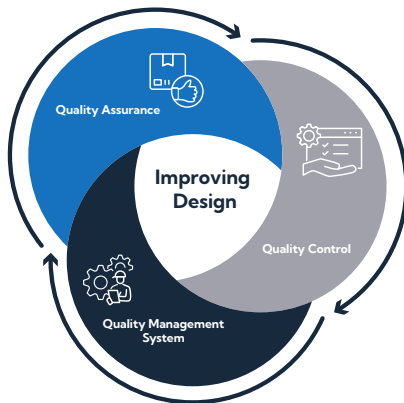 Quality Assurance
Improving
Design
Quality Control
Quality Management
System